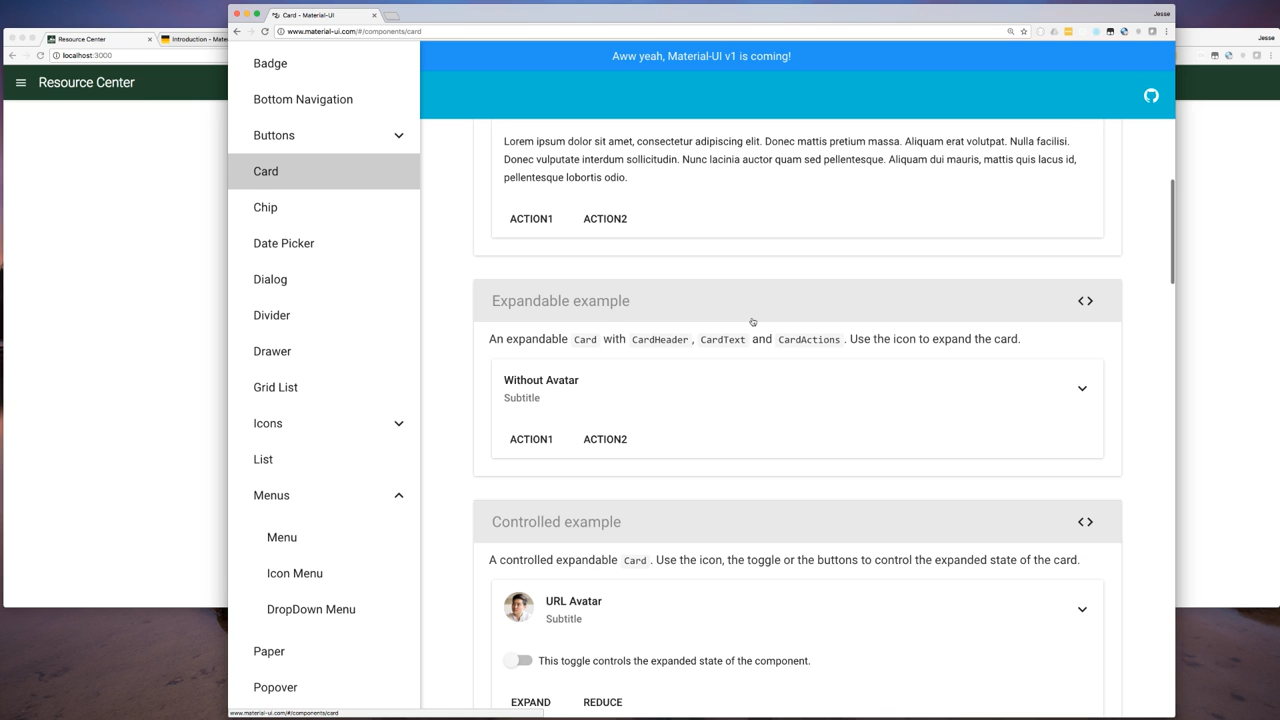 Card - Material-UI
Jesse
www.material-ui.com/#/components/card
Resource Center
Introduction - Mate
Jesse
localhost:3000
Resource Center
Aww yeah, Material-UI v1 is coming!
Badge
Bottom Navigation
Buttons
Card
Chip
Date Picker
Dialog
Divider
Drawer
Grid List
Icons
List
Menus
Menu
Icon Menu
DropDown Menu
Paper
Popover
Lorem ipsum dolor sit amet, consectetur adipiscing elit. Donec mattis pretium massa. Aliquam erat volutpat. Nulla facilisi.
Donec vulputate interdum sollicitudin. Nunc lacinia auctor quam sed pellentesque. Aliquam dui mauris, mattis quis lacus id,
pellentesque lobortis odio.
ACTION1 ACTION2
Expandable example
An expandable Card with CardHeader, CardText and CardActions. Use the icon to expand the card.
Without Avatar
Subtitle
ACTION1 ACTION2
Controlled example
A controlled expandable Card. Use the icon, the toggle or the buttons to control the expanded state of the card.
URL Avatar
Subtitle
This toggle controls the expanded state of the component.
EXPAND REDUCE
www.material-ui.com/#/components/card